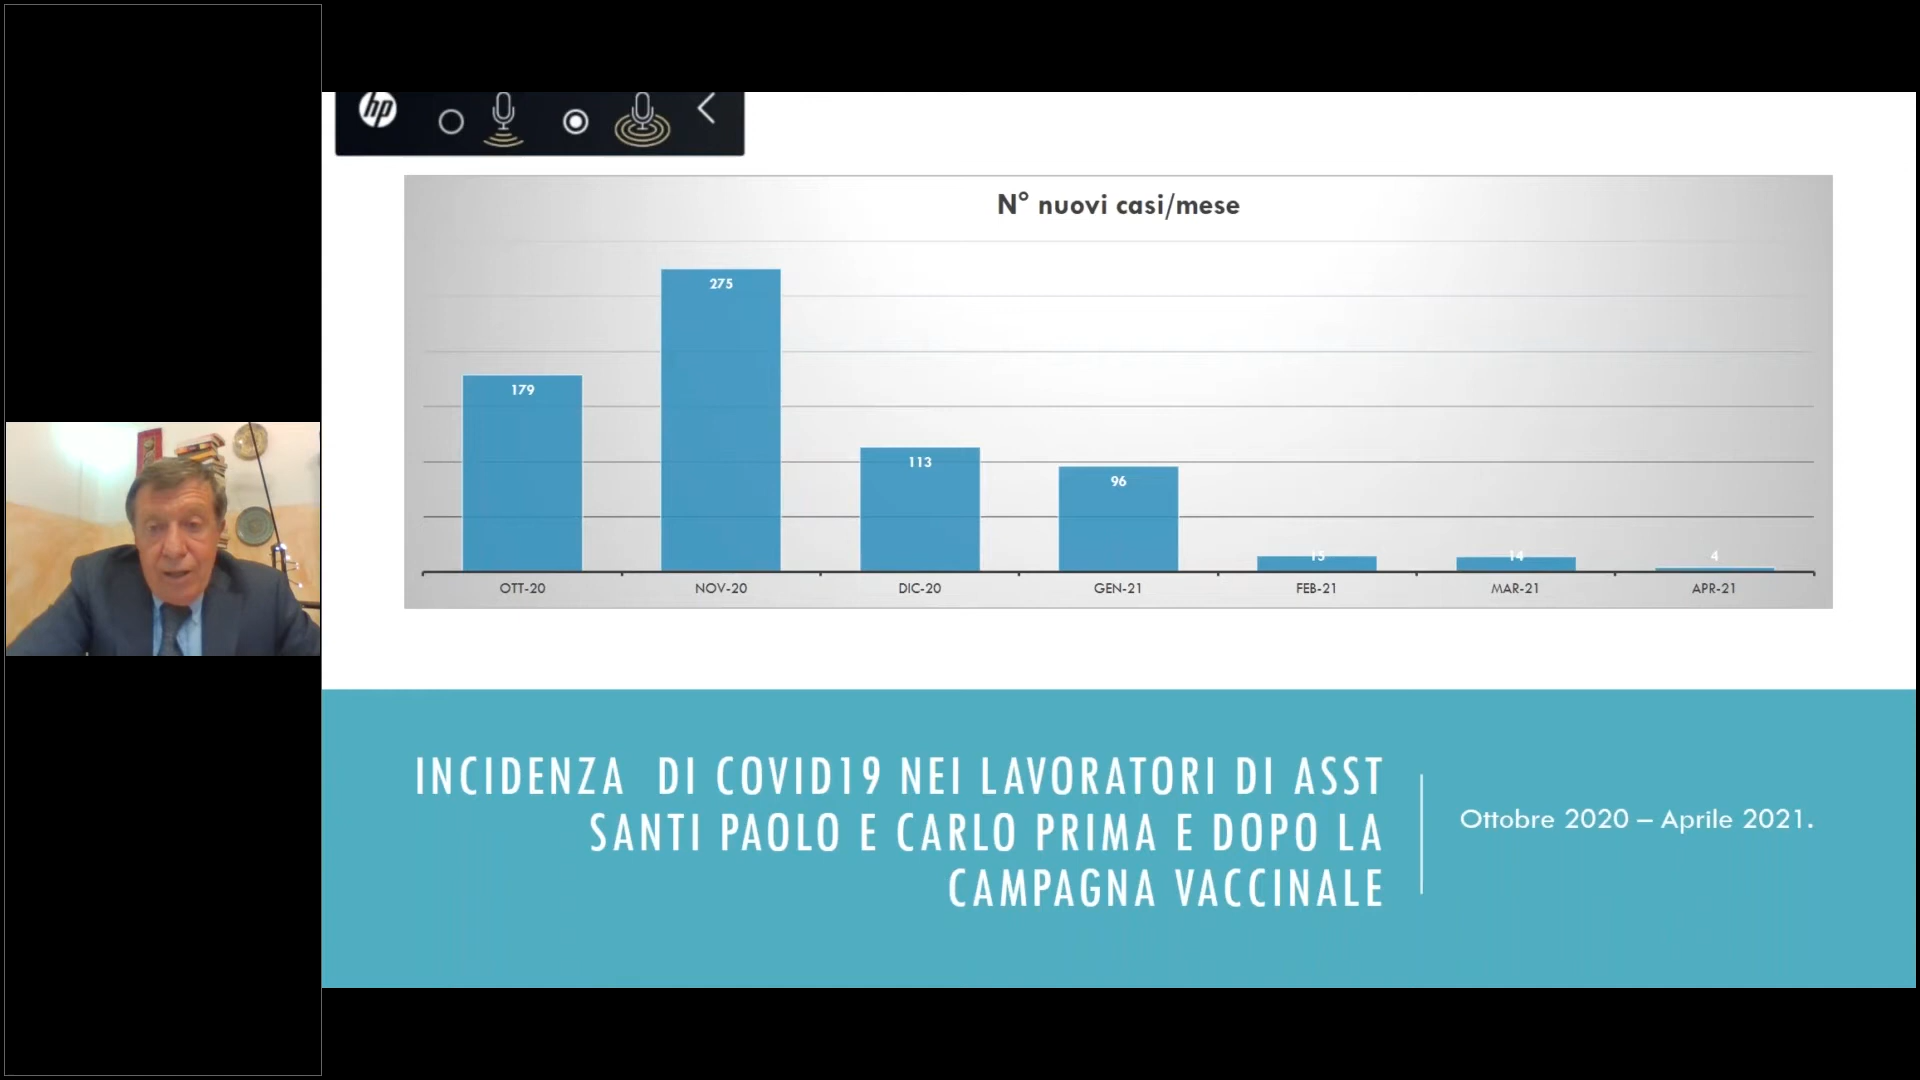 hp
N° nuovi casi/mese
275
179
113
96
15
14
4
OTT-20
NOV-20
DIC-20
GEN-21
FEB-21
MAR-21
APR-21
INCIDENZA DI COVID19 NEI LAVORATORI DI ASST
SANTI PAOLO E CARLO PRIMA E DOPO LA
CAMPAGNA VACCINALE
Ottobre 2020 – Aprile 2021.